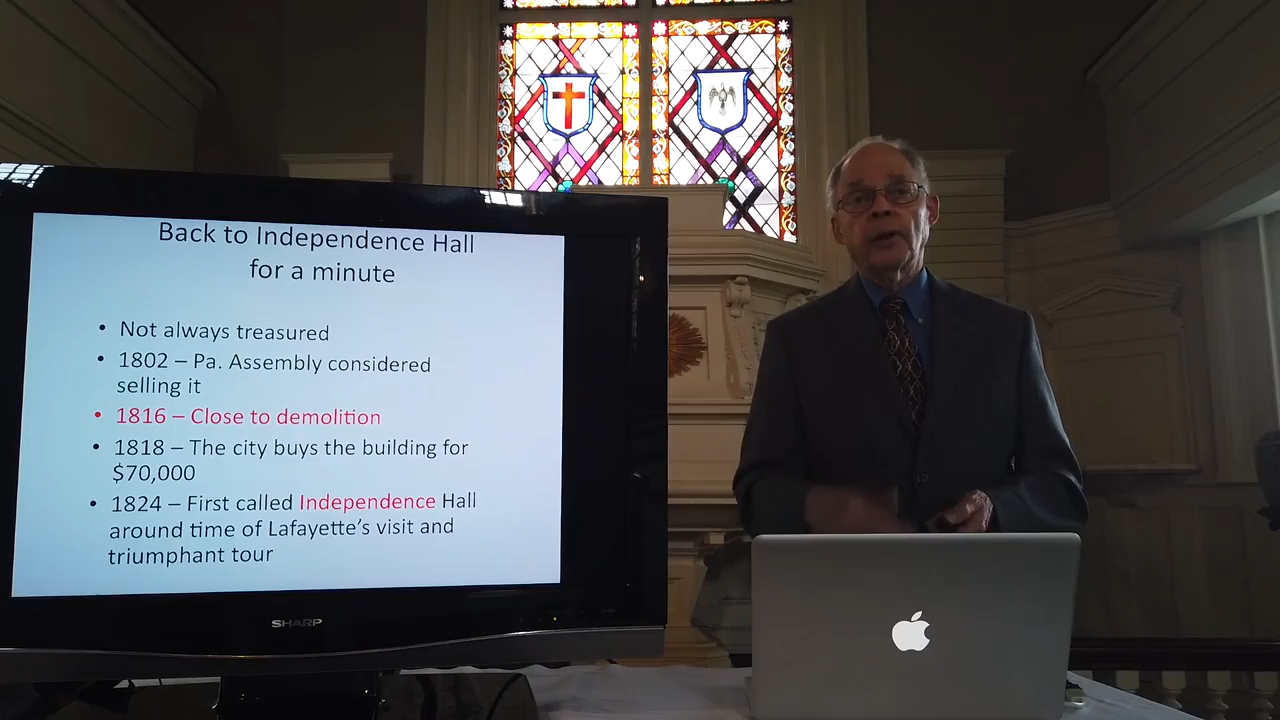 Back to Independence Hall
for a minute
• Not always treasured
• 1802 – Pa. Assembly considered
selling it
• 1816 – Close to demolition
• 1818 – The city buys the building for
$70,000
• 1824 – First called Independence Hall
around time of Lafayette's visit and
triumphant tour
SHARP